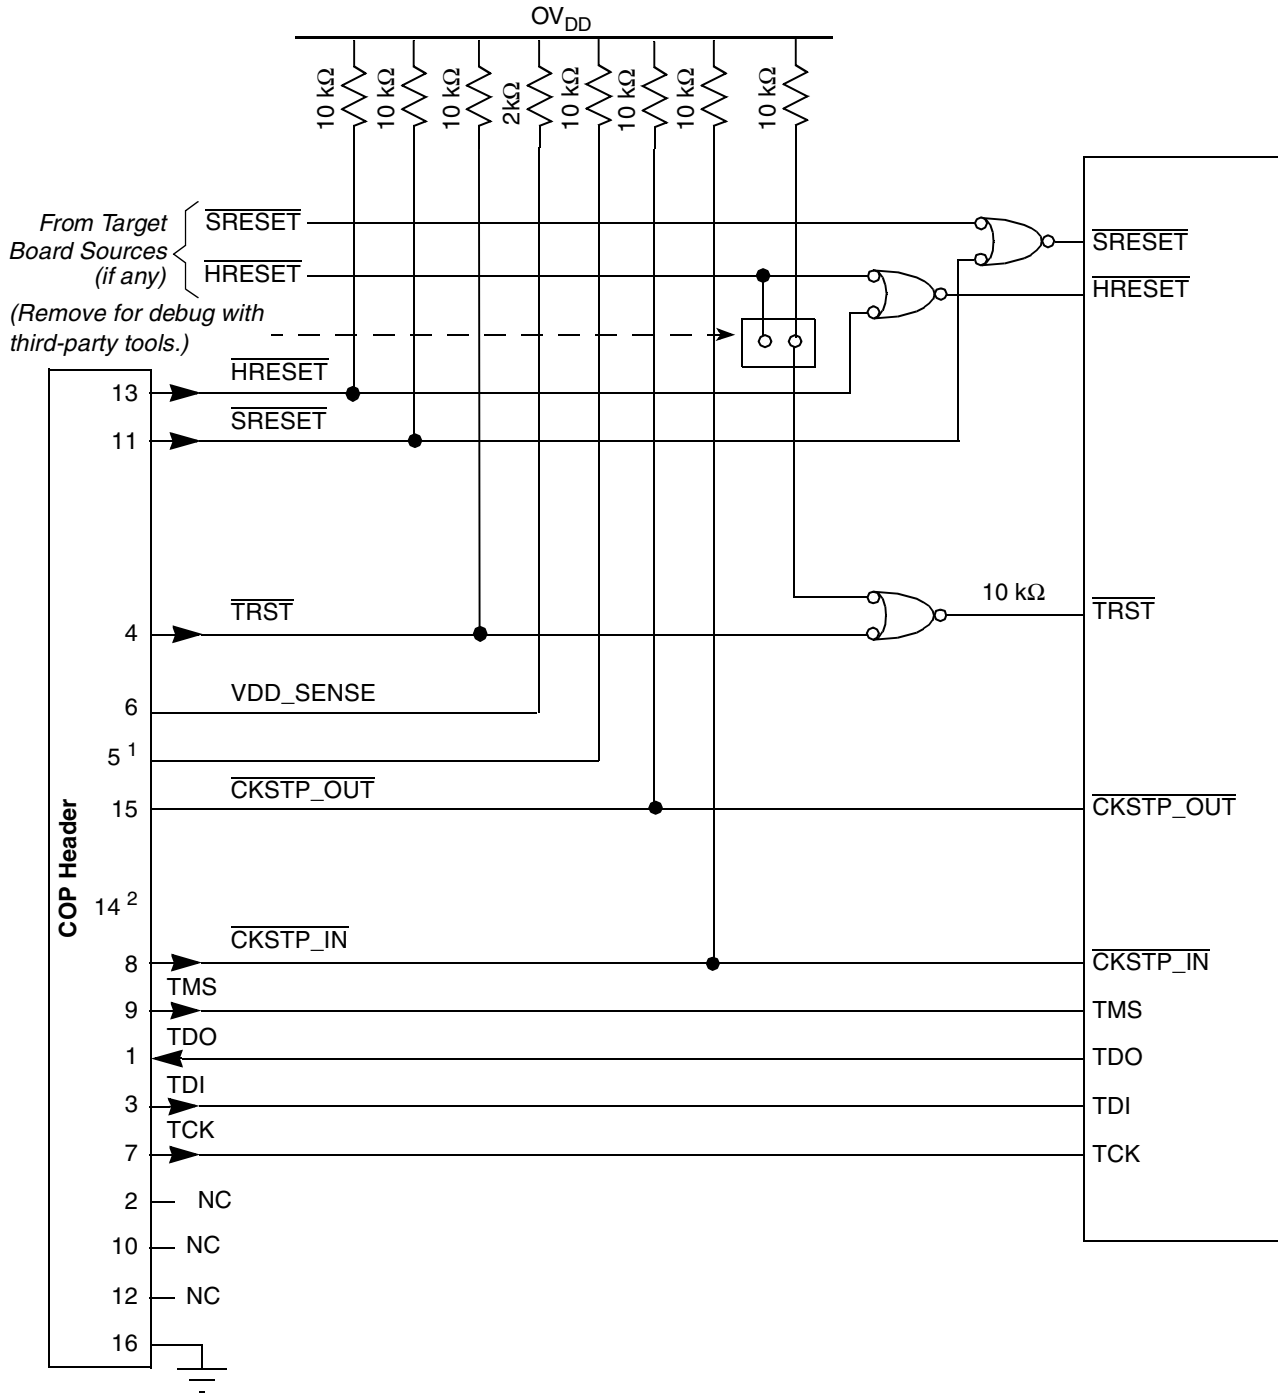 OVDD
10 kΩ
10 kΩ
10 kΩ
2kΩ
10 kΩ
10 kΩ
10 kΩ
10 kΩ
From Target
Board Sources
(if any)
SRESET
HRESET
SRESET
HRESET
(Remove for debug with
third-party tools.)
13
HRESET
11
SRESET
4
TRST
10 kΩ
TRST
6
VDD_SENSE
5 1
15
CKSTP_OUT
CKSTP_OUT
COP Header
14 2
8
CKSTP_IN
CKSTP_IN
9
TMS
TMS
1
TDO
TDO
3
TDI
TDI
7
TCK
TCK
2
NC
10
NC
12
NC
16